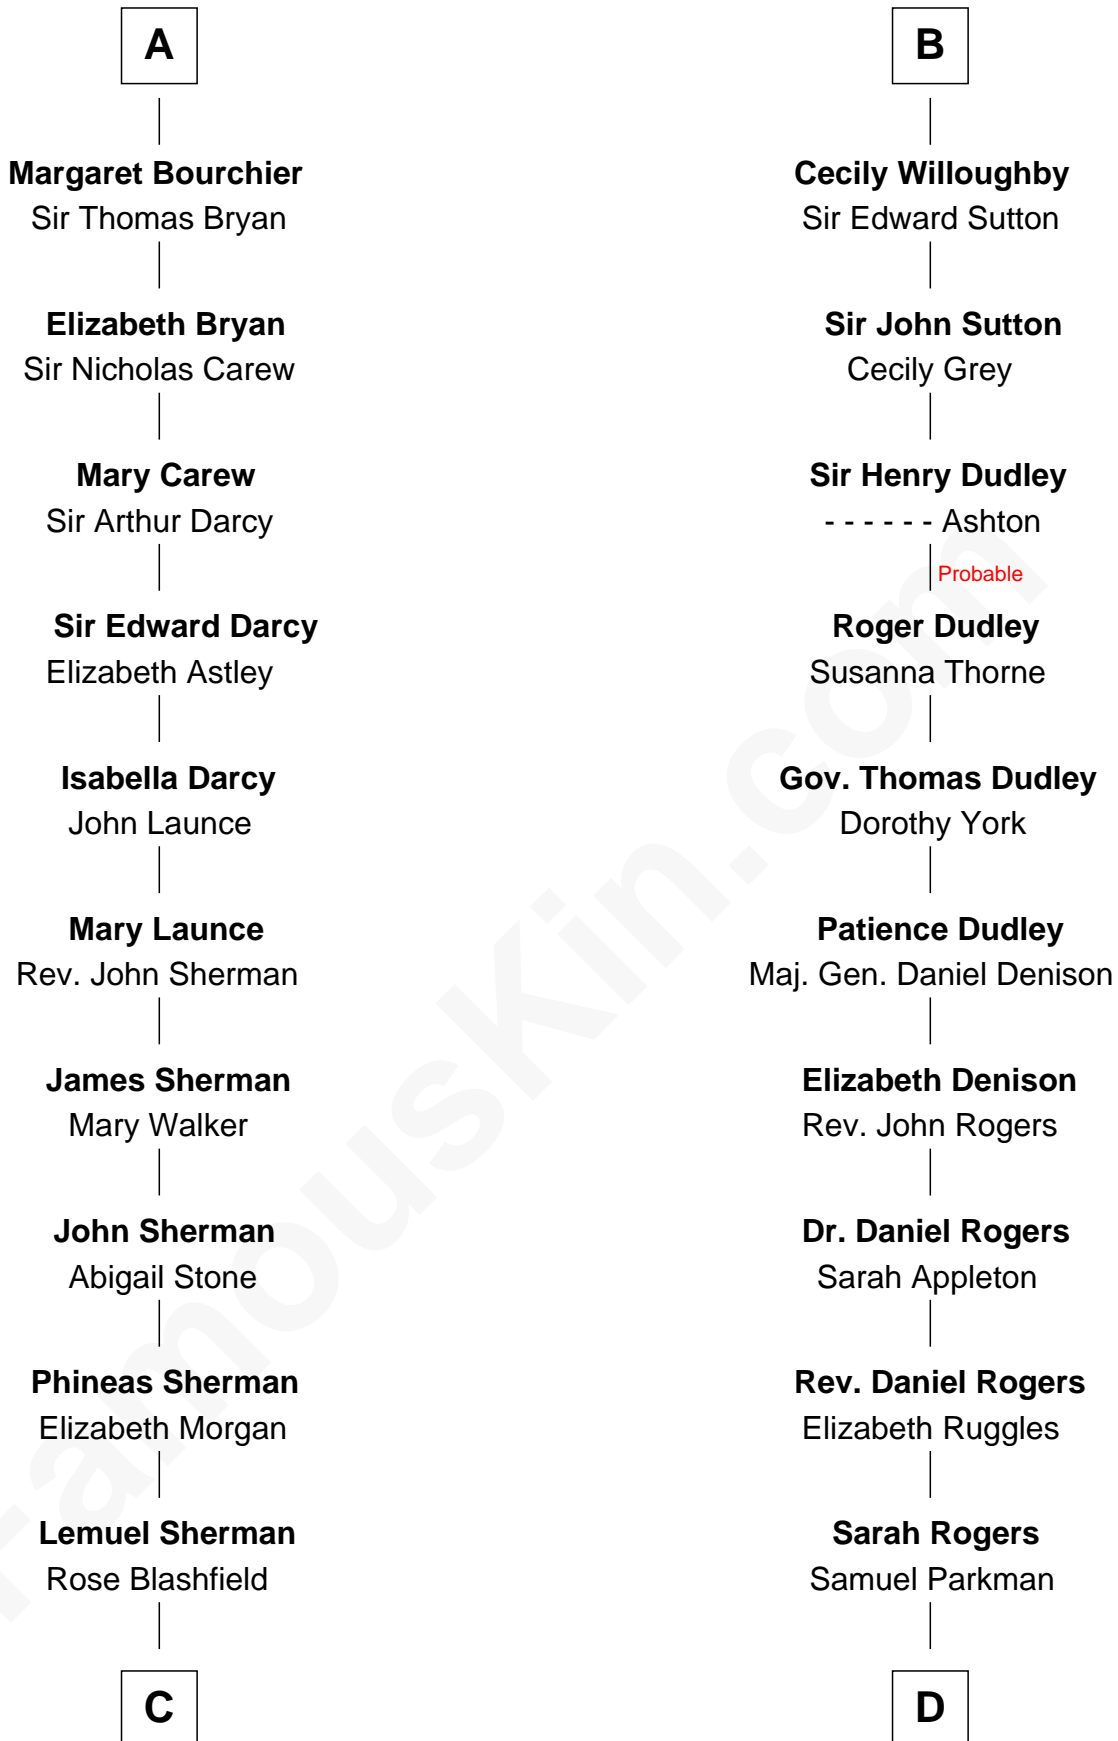 A
Margaret Bourchier
Sir Thomas Bryan
Elizabeth Bryan
Sir Nicholas Carew
Mary Carew
Sir Arthur Darcy
Sir Edward Darcy
Elizabeth Astley
Isabella Darcy
John Launce
Mary Launce
Rev. John Sherman
James Sherman
Mary Walker
John Sherman
Abigail Stone
Phineas Sherman
Elizabeth Morgan
Lemuel Sherman
Rose Blashfield
C
B
Cecily Willoughby
Sir Edward Sutton
Sir John Sutton
Cecily Grey
Sir Henry Dudley
- - - - - - Ashton
Probable
Roger Dudley
Susanna Thorne
Gov. Thomas Dudley
Dorothy York
Patience Dudley
Maj. Gen. Daniel Denison
Elizabeth Denison
Rev. John Rogers
Dr. Daniel Rogers
Sarah Appleton
Rev. Daniel Rogers
Elizabeth Ruggles
Sarah Rogers
Samuel Parkman
D
FamousKin.com